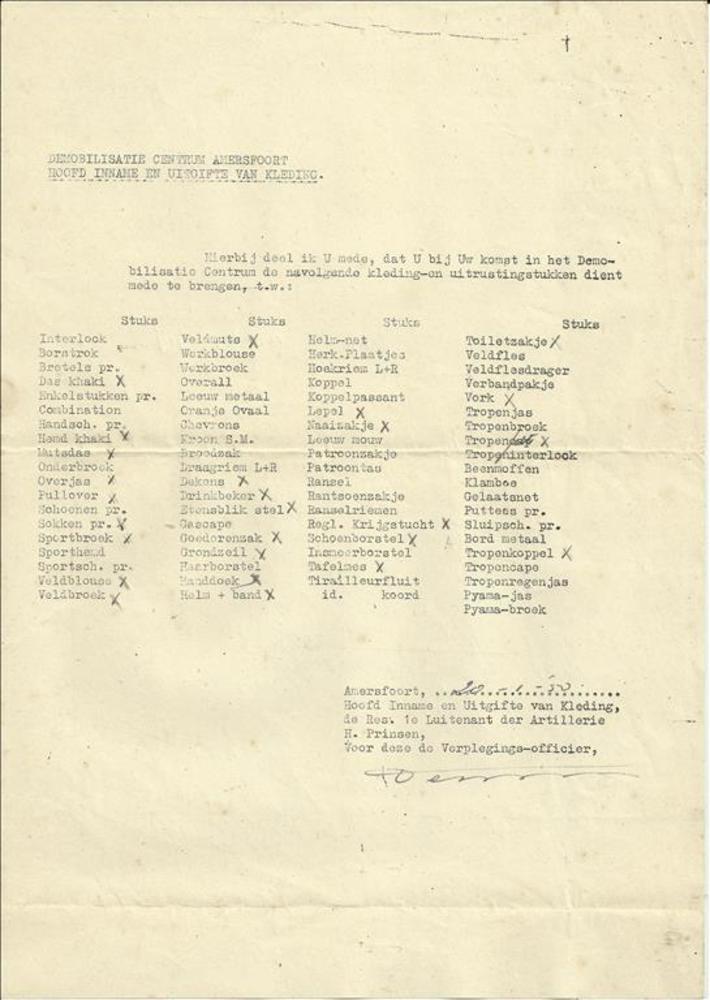 DEMOBILISATIE CENTRUM AMERSFOORT
HOOFD INNAME EN UITGIFTE VAN KLEDING.
Hierbij deel ik U mede, dat U bij Uw komst in het Demo-
bilisatie Centrum de navolgende kleding-en uitrustingstukken dient
mede te brengen, t.w.:
Stuks Stuks Stuks Stuks
Interlock Veldmuts X Helm-net Toiletzakje X
Borstrok Werkblouse Herk.Plaatjes Veldfles
Bretels pr. Werkbroek Hoekriem L+R Veldflesdrager
Das khaki X Overall Koppel Verbandpakje
Enkelstukken pr. Leeuw metaal Koppelpassant Vork X
Combination Oranje Ovaal Lepel X Tropenjas
Handsch. pr. Chevrons Naaizakje X Tropenbroek
Hemd khaki X Kroon S.M. Leeuw mouw Tropen X
Mutsdas X Broodzak Patroonzakje Tropeninterlock
Onderbroek Draagriem L+R Patroontas Beenmoffen
Overjas X Dekens X Ransel Klamboe
Pullover X Drinkbeker X Rantsoenzakje Gelaatsnet
Schoenen pr. Etensblik stel X Ranselriemen Puttees pr.
Sokken pr. X Gascape Regl. Krijgstucht X Sluipsch. pr.
Sportbroek X Goederenzak X Schoenborstel X Bord metaal
Sporthemd Grondzeil X Insmeerborstel Tropenkoppel X
Sportsch. pr. Haarborstel Tafelmes X Tropencape
Veldblouse X Handdoek X Tirailleurfluit Tropenregenjas
Veldbroek X Helm + band X id. koord Pyama-jas
Pyama-broek
Amersfoort, ..20.-.1.-.50......
Hoofd Inname en Uitgifte van Kleding,
de Res. 1e Luitenant der Artillerie
H. Prinsen,
Voor deze de Verplegings-officier,